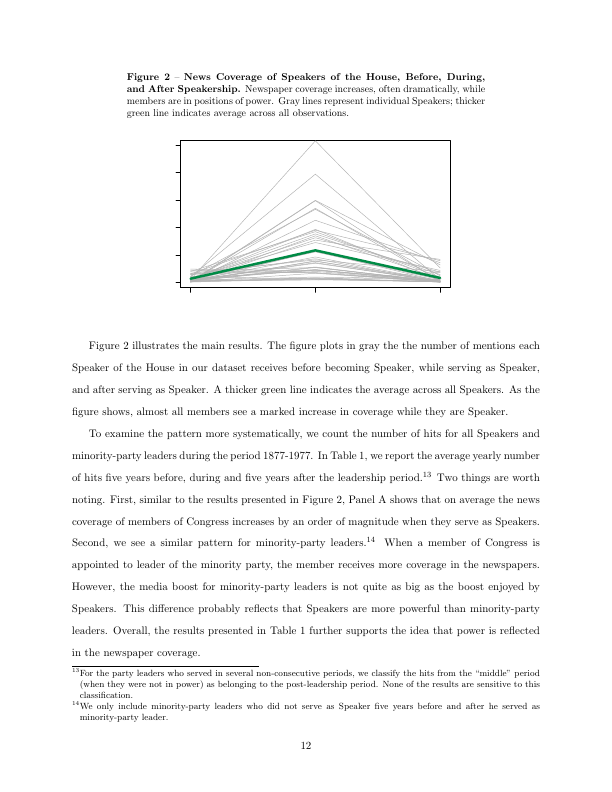 Figure 2 – News Coverage of Speakers of the House, Before, During,
and After Speakership. Newspaper coverage increases, often dramatically, while
members are in positions of power. Gray lines represent individual Speakers; thicker
green line indicates average across all observations.
Figure 2 illustrates the main results. The figure plots in gray the the number of mentions each
Speaker of the House in our dataset receives before becoming Speaker, while serving as Speaker,
and after serving as Speaker. A thicker green line indicates the average across all Speakers. As the
figure shows, almost all members see a marked increase in coverage while they are Speaker.
To examine the pattern more systematically, we count the number of hits for all Speakers and
minority-party leaders during the period 1877-1977. In Table 1, we report the average yearly number
of hits five years before, during and five years after the leadership period.13 Two things are worth
noting. First, similar to the results presented in Figure 2, Panel A shows that on average the news
coverage of members of Congress increases by an order of magnitude when they serve as Speakers.
Second, we see a similar pattern for minority-party leaders.14 When a member of Congress is
appointed to leader of the minority party, the member receives more coverage in the newspapers.
However, the media boost for minority-party leaders is not quite as big as the boost enjoyed by
Speakers. This difference probably reflects that Speakers are more powerful than minority-party
leaders. Overall, the results presented in Table 1 further supports the idea that power is reflected
in the newspaper coverage.
13For the party leaders who served in several non-consecutive periods, we classify the hits from the “middle” period
(when they were not in power) as belonging to the post-leadership period. None of the results are sensitive to this
classification.
14We only include minority-party leaders who did not serve as Speaker five years before and after he served as
minority-party leader.
12